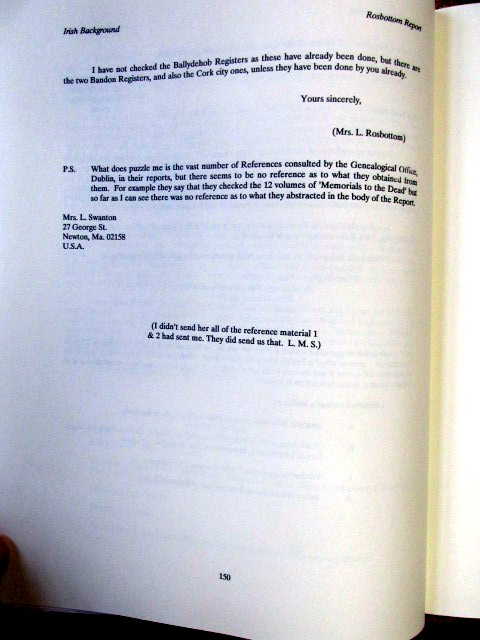 Irish Background
Rosbottom Report
I have not checked the Ballydehob Registers as these have already been done, but there are
the two Bandon Registers, and also the Cork city ones, unless they have been done by you already.
Yours sincerely,
(Mrs. L. Rosbottom)
P.S. What does puzzle me is the vast number of References consulted by the Genealogical Office,
Dublin, in their reports, but there seems to be no reference as to what they obtained from
them. For example they say that they checked the 12 volumes of 'Memorials to the Dead' but
so far as I can see there was no reference as to what they abstracted in the body of the Report.
Mrs. L. Swanton
27 George St.
Newton, Ma. 02158
U.S.A.
(I didn't send her all of the reference material 1
& 2 had sent me. They did send us that. L. M. S.)
150